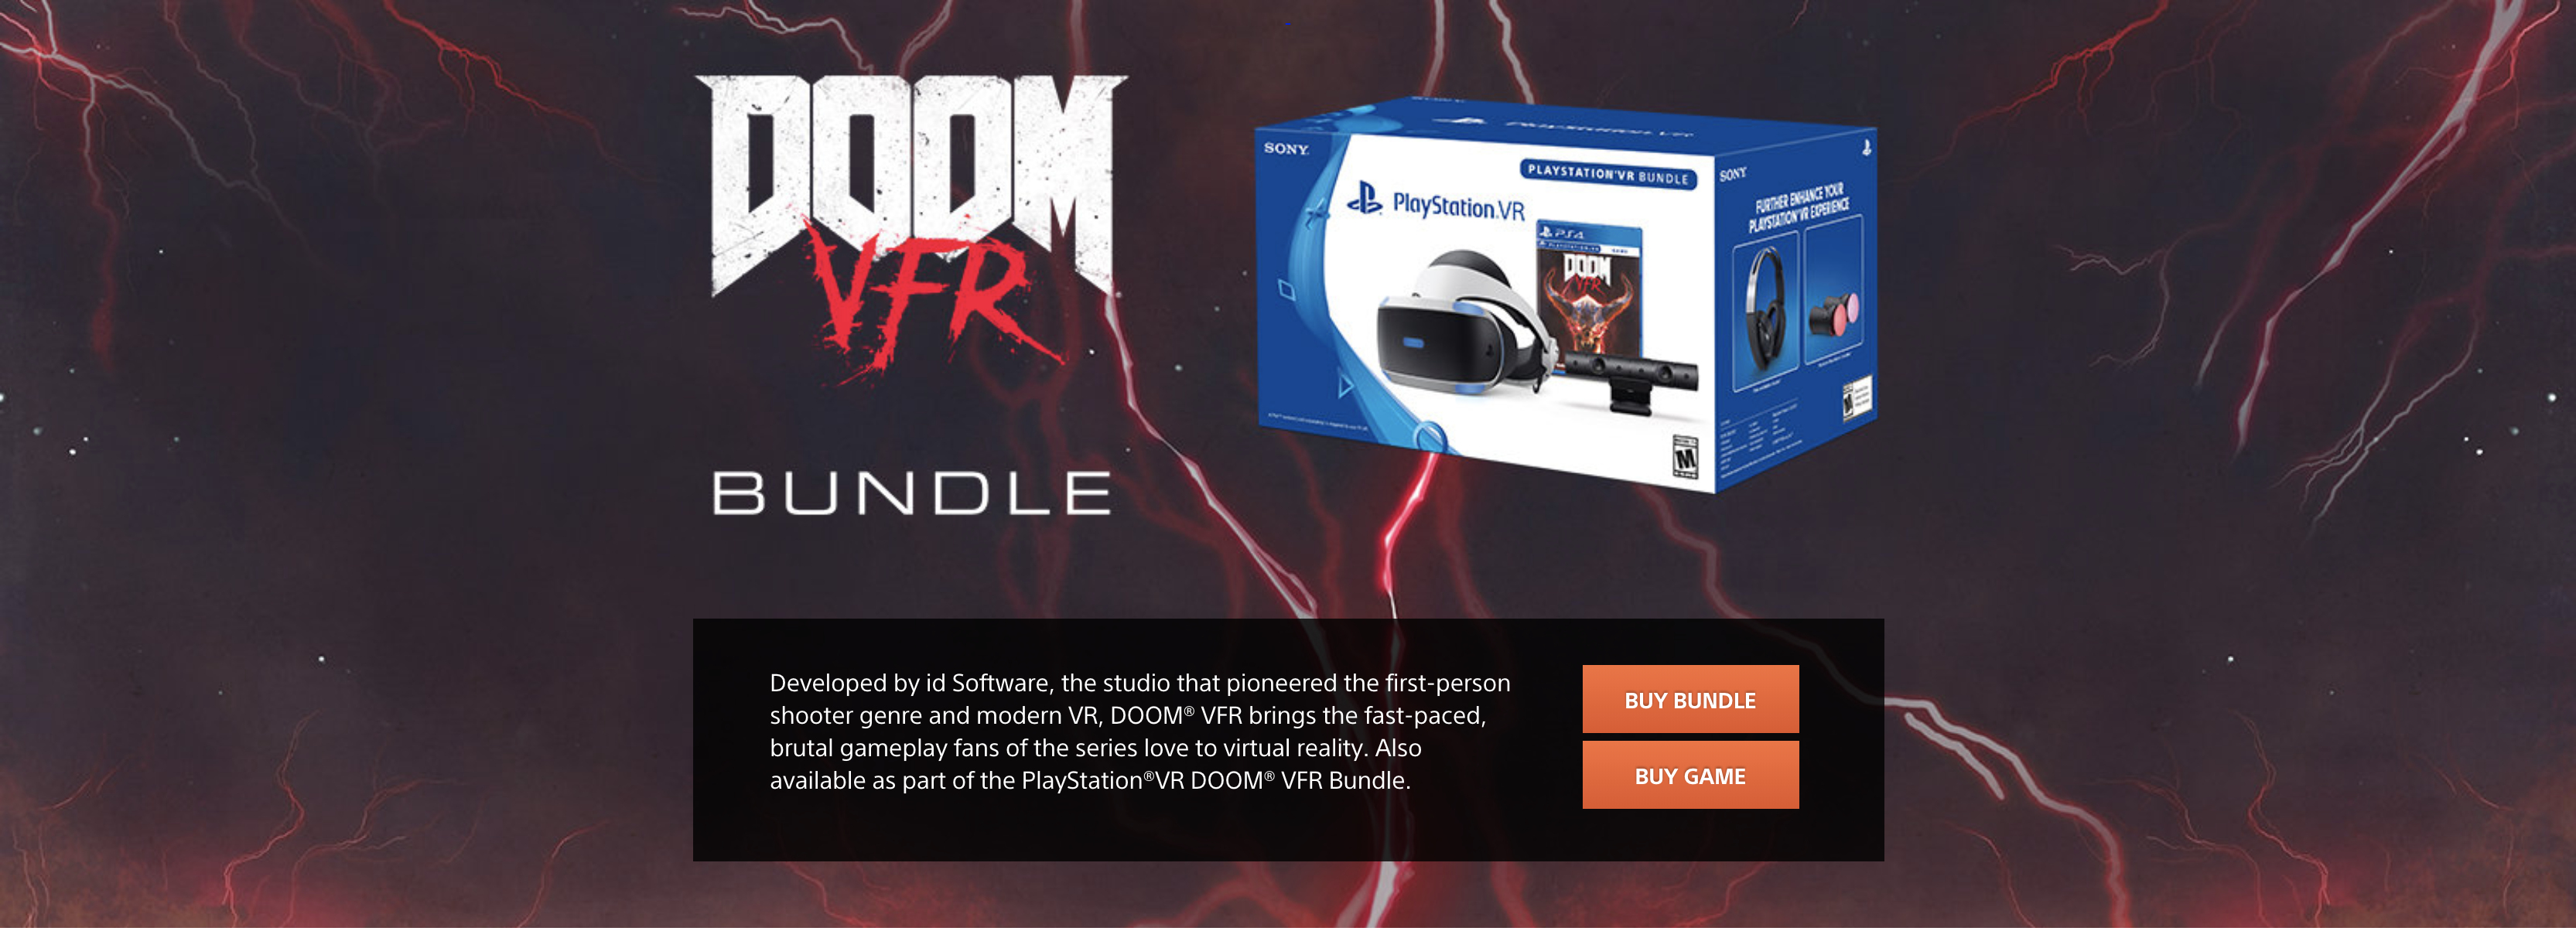 DOOM
VFR
BUNDLE
SONY
PLAYSTATION®VR BUNDLE
PlayStation.VR
PS4
DOOM
VFR
M
SONY
FURTHER ENHANCE YOUR
PLAYSTATION®VR EXPERIENCE
M
Developed by id Software, the studio that pioneered the first-person
shooter genre and modern VR, DOOM® VFR brings the fast-paced,
brutal gameplay fans of the series love to virtual reality. Also
available as part of the PlayStation®VR DOOM® VFR Bundle.
BUY BUNDLE
BUY GAME